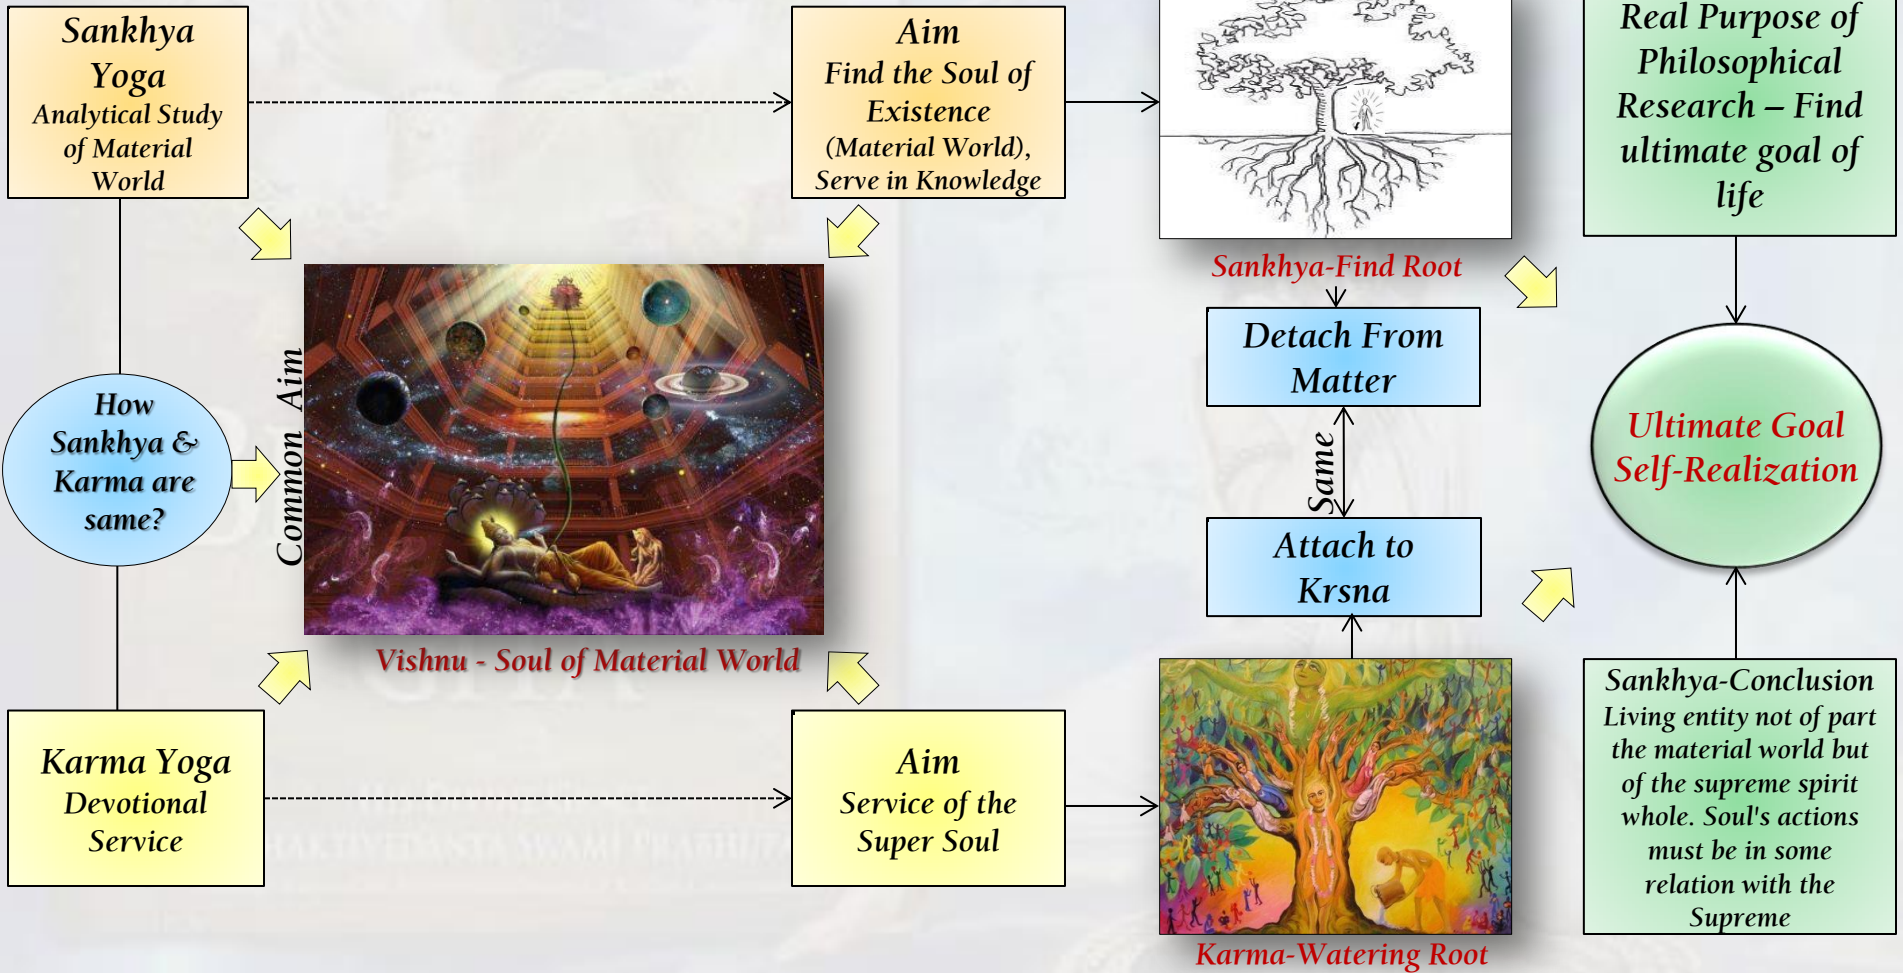 Sankhya
Yoga
Analytical Study
of Material
World
Aim
Find the Soul of
Existence
(Material World),
Serve in Knowledge
Real Purpose of
Philosophical
Research – Find
ultimate goal of
life
Sankhya-Find Root
Detach From
Matter
How
Sankhya &
Karma are
same?
Common Aim
Same
Ultimate Goal
Self-Realization
Attach to
Krsna
Vishnu - Soul of Material World
Karma Yoga
Devotional
Service
Aim
Service of the
Super Soul
Sankhya-Conclusion
Living entity not of part
the material world but
of the supreme spirit
whole. Soul's actions
must be in some
relation with the
Supreme
Karma-Watering Root